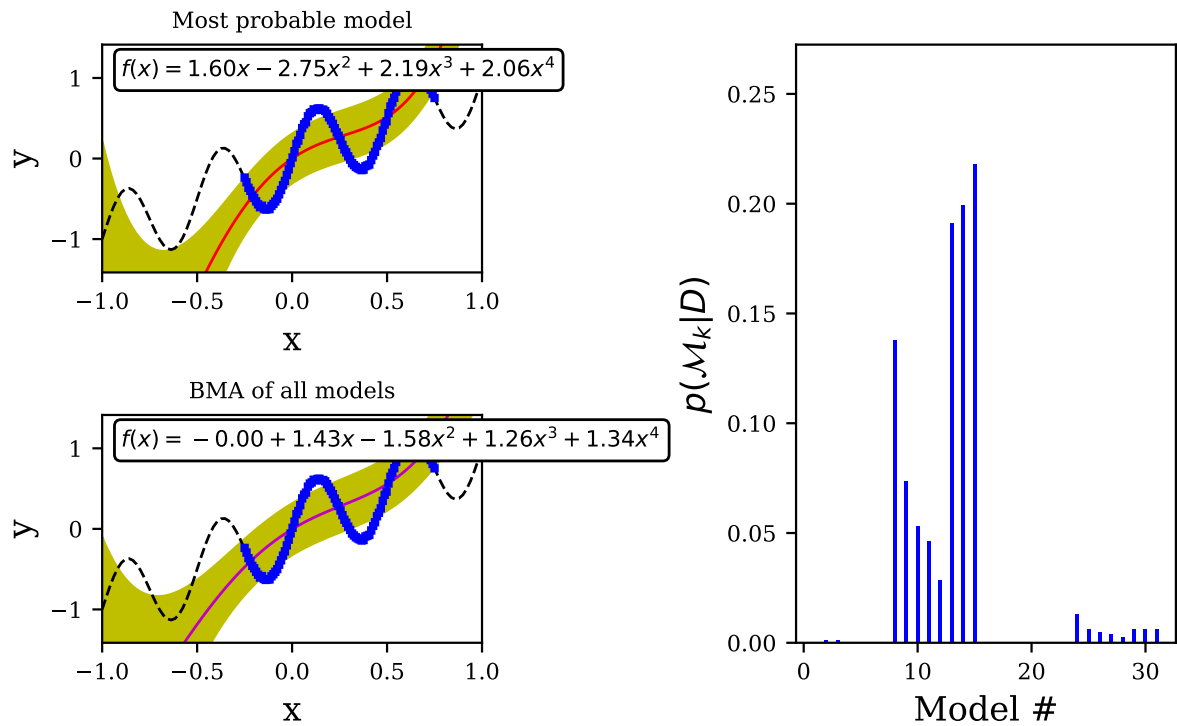 Most probable model
f(x) = 1.60x − 2.75x² + 2.19x³ + 2.06x⁴
1
0
−1
y
−1.0 −0.5 0.0 0.5 1.0
x
BMA of all models
f(x) = −0.00 + 1.43x − 1.58x² + 1.26x³ + 1.34x⁴
1
0
−1
y
−1.0 −0.5 0.0 0.5 1.0
x
0.25
0.20
0.15
0.10
0.05
0.00
p(ℳₖ|D)
0 10 20 30
Model #